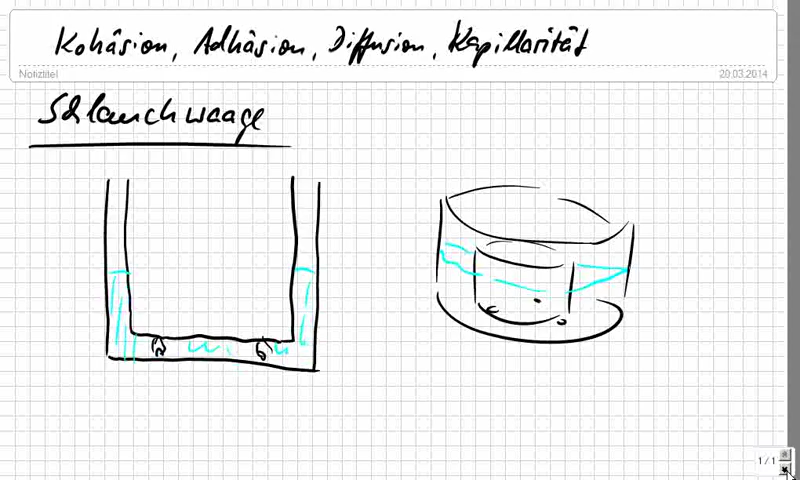 Kohäsion, Adhäsion, Diffusion, Kapillarität
Notiztitel
20.03.2014
Schlauchwaage
1/1